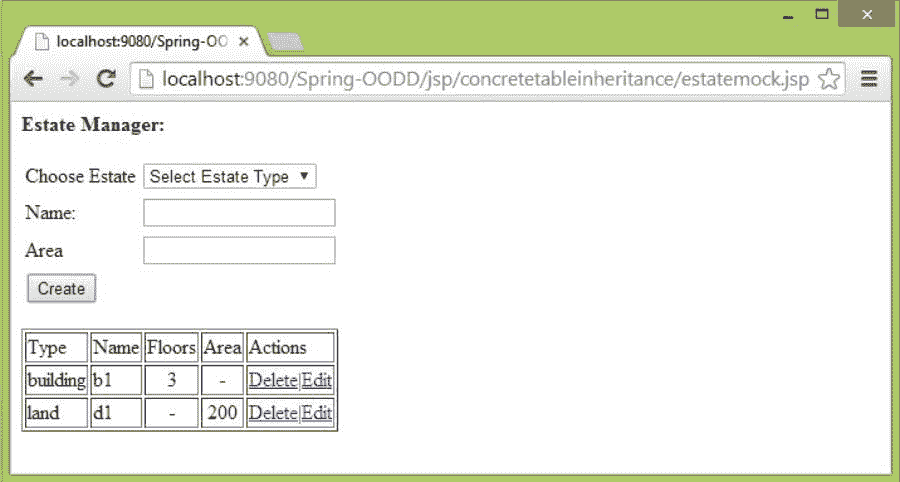 localhost:9080/Spring-OO
localhost:9080/Spring-OODD/jsp/concretetableinheritance/estatemock.jsp
Estate Manager:
Choose Estate Select Estate Type
Name:
Area
Create
Type Name Floors Area Actions
building b1 3 - Delete|Edit
land d1 - 200 Delete|Edit